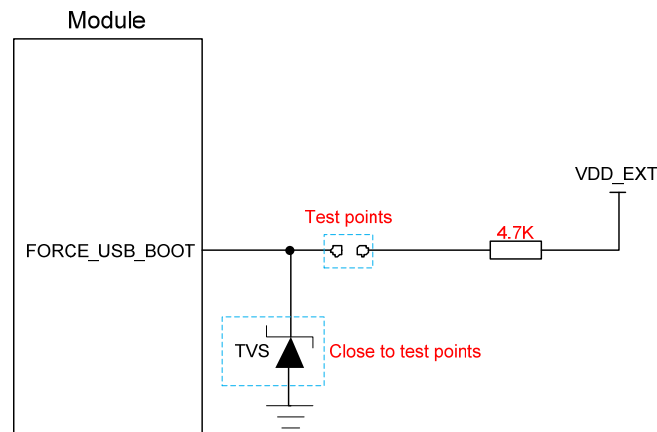 Module
VDD_EXT
Test points
4.7K
FORCE_USB_BOOT
TVS
Close to test points